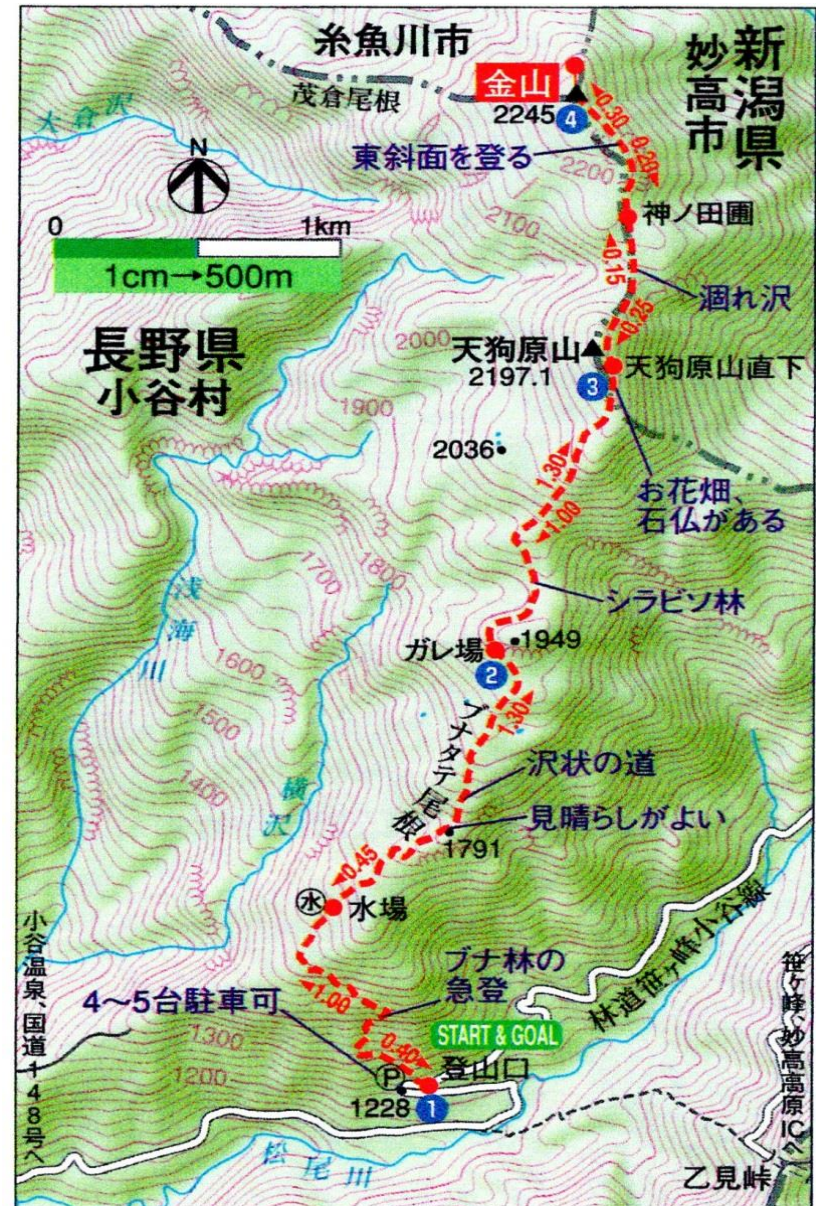 糸魚川市
新潟県
妙高市
金山
茂倉尾根
2245
4
0.30
0.20
大倉沢
東斜面を登る
2200
N
2100
神ノ田圃
0
1km
1cm→500m
0.15
涸れ沢
0.25
2000
長野県
小谷村
天狗原山
2197.1
天狗原山直下
3
1900
2036
1.30
1.00
お花畑、
石仏がある
1700
1800
シラビソ林
浅海川
ガレ場
1949
2
1600
1.30
ブナタテ尾根
1500
沢状の道
横沢
1400
見晴らしがよい
1791
0.45
水
水場
林道笹ヶ峰小谷線
小谷温泉、国道148号へ
笹ヶ峰、妙高高原ICへ
ブナ林の
急登
4〜5台駐車可
1.00
1300
START & GOAL
0.40
登山口
1200
P
1228
1
松尾川
乙見峠